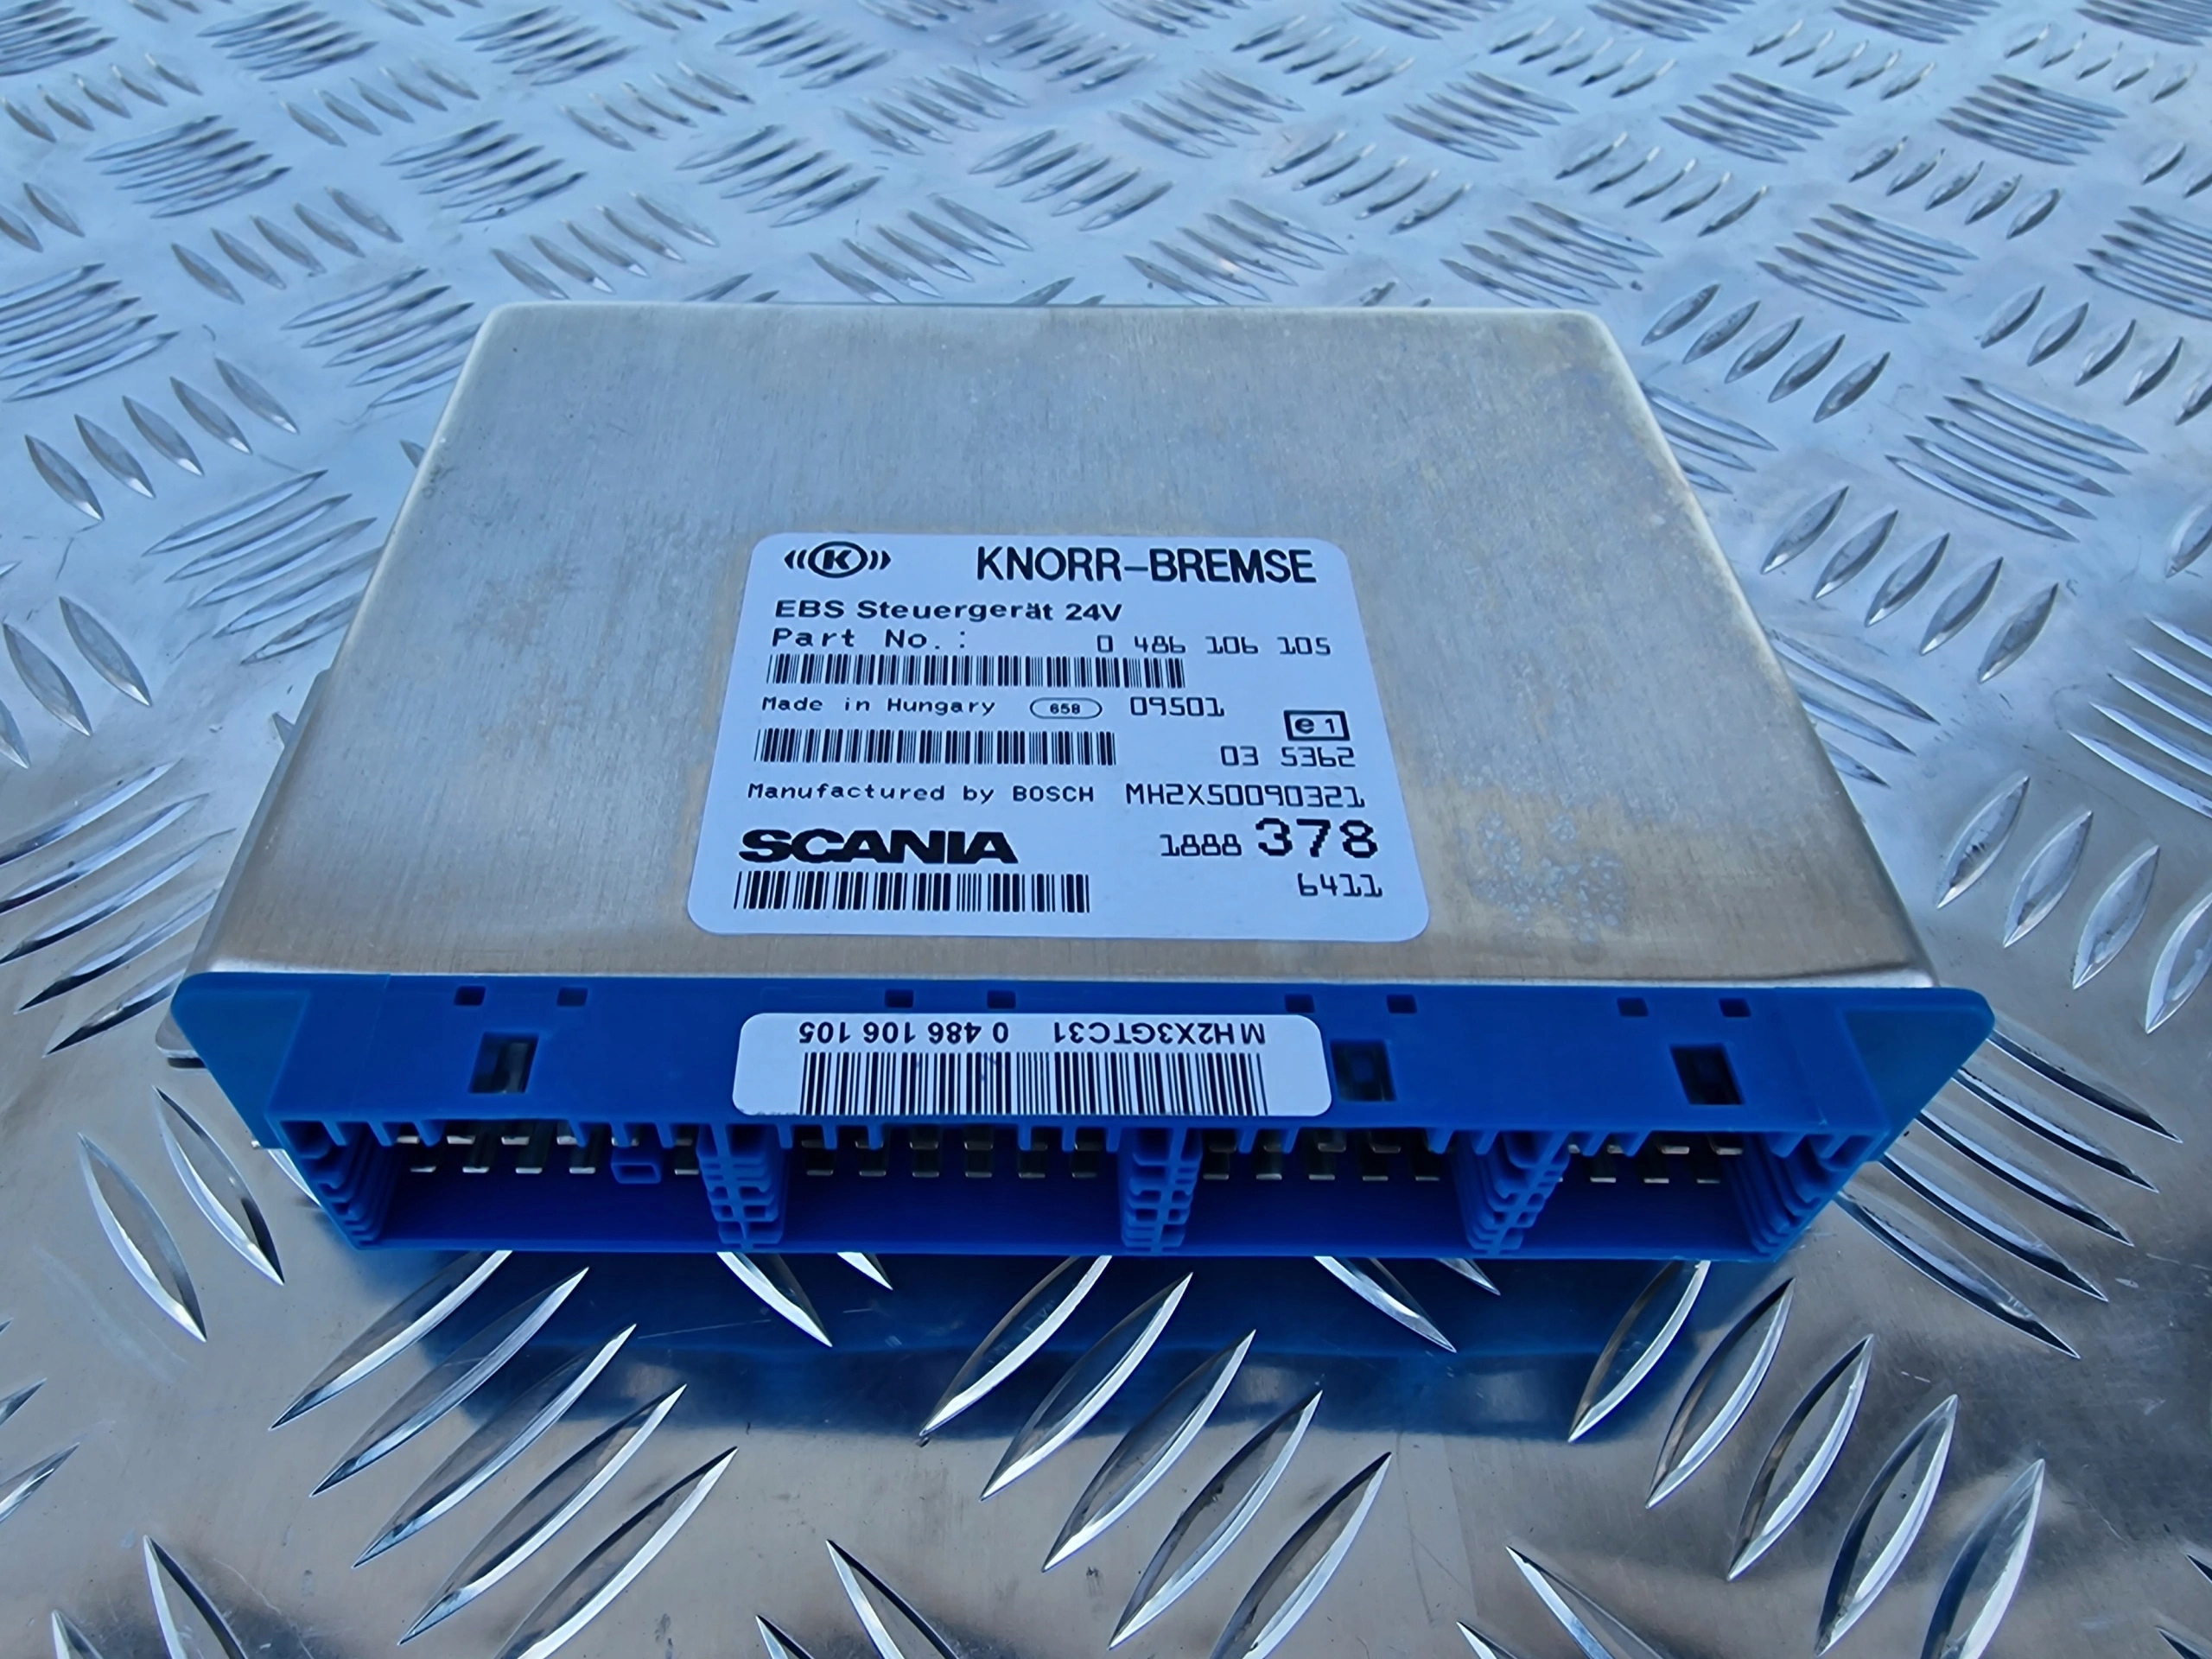 K KNORR-BREMSE
EBS Steuergerät 24V
Part No.: 0 486 106 105
Made in Hungary 658 09501
e1
03 5362
Manufactured by BOSCH MH2XS0090321
SCANIA 1888 378
6411
MH2X3GTC31 0 486 106 105